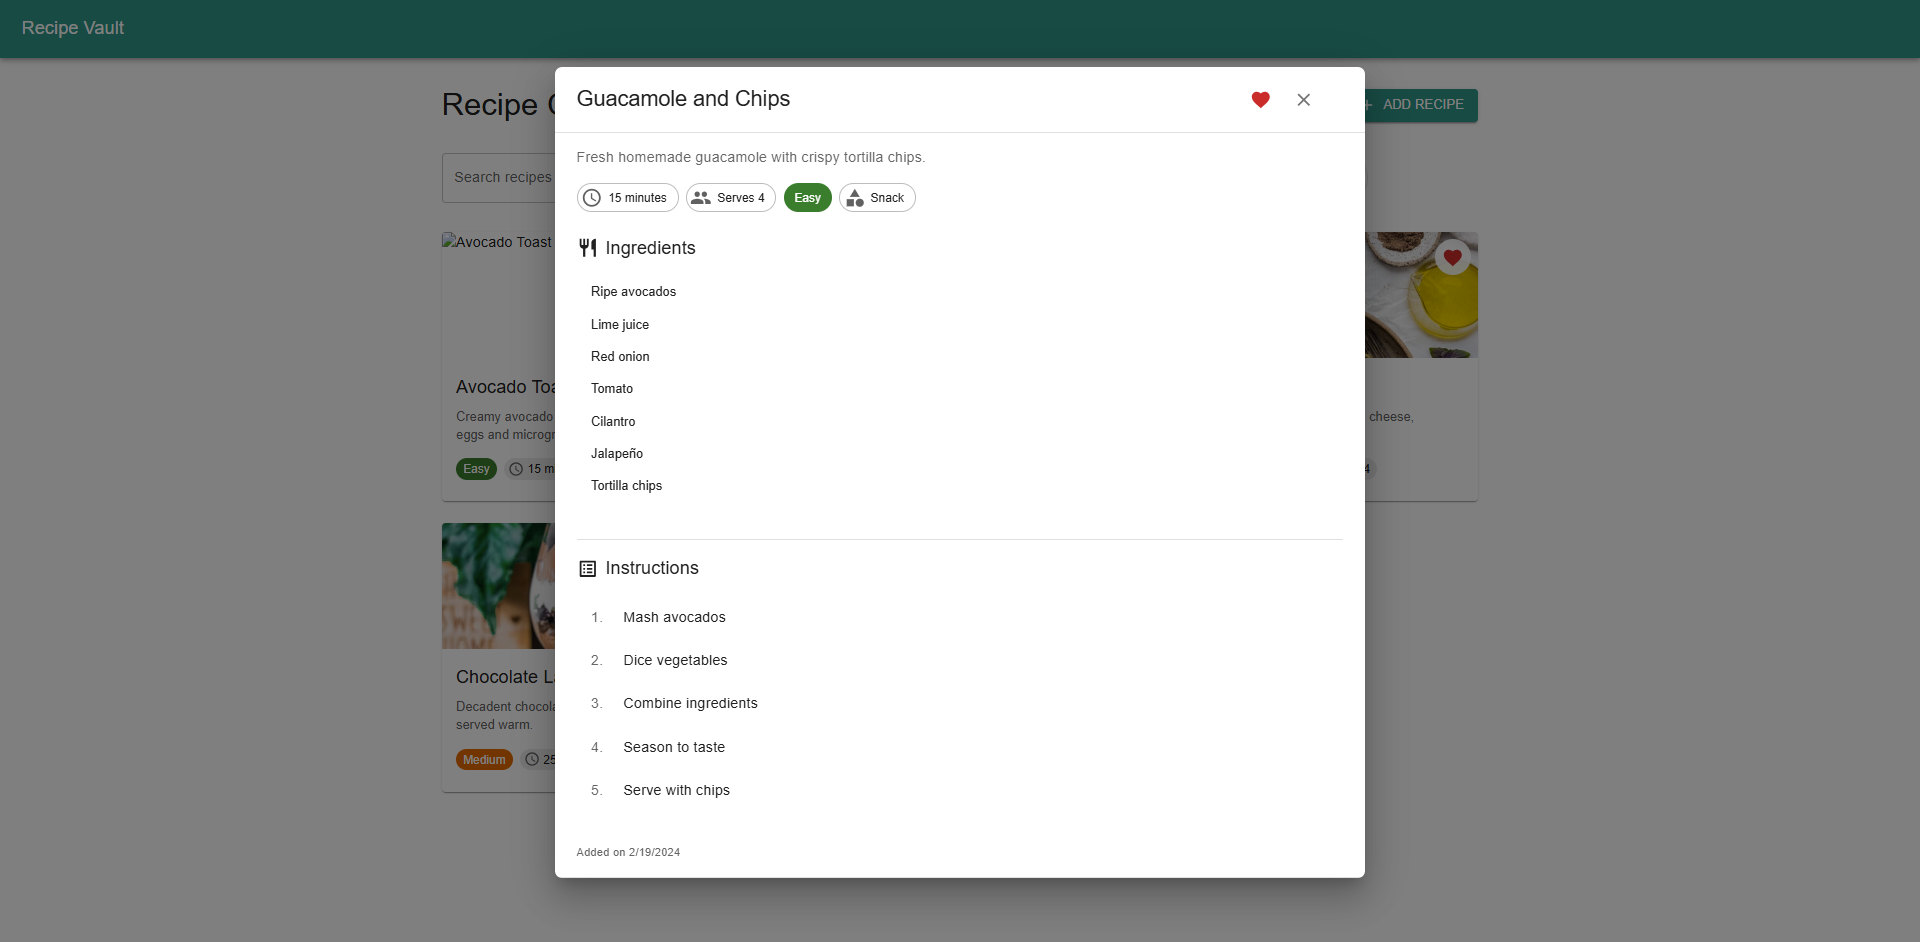 Recipe Vault
Recipe
ADD RECIPE
Search recipes
Guacamole and Chips
Fresh homemade guacamole with crispy tortilla chips.
15 minutes
Serves 4
Easy
Snack
Ingredients
Ripe avocados
Lime juice
Red onion
Tomato
Cilantro
Jalapeño
Tortilla chips
Instructions
1. Mash avocados
2. Dice vegetables
3. Combine ingredients
4. Season to taste
5. Serve with chips
Added on 2/19/2024
Avocado Toast
Avocado
Creamy avocado
eggs and
Easy
15
cheese,
4
Chocolate
Decadent
served warm.
Medium
25